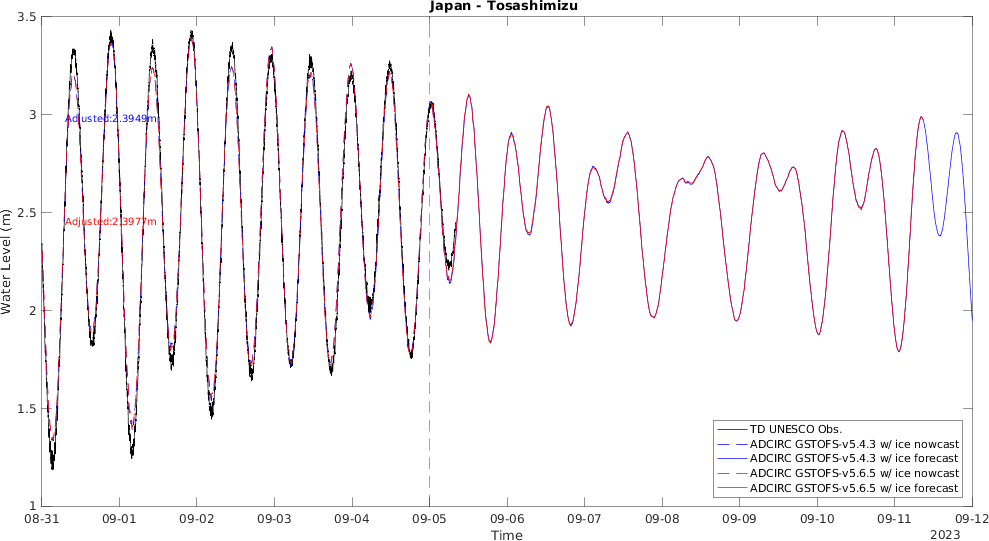 Japan - Tosashimizu
3.5
3
2.5
2
1.5
1
Water Level (m)
Adjusted:2.3949m
Adjusted:2.3977m
TD UNESCO Obs.
ADCIRC GSTOFS-v5.4.3 w/ ice nowcast
ADCIRC GSTOFS-v5.4.3 w/ ice forecast
ADCIRC GSTOFS-v5.6.5 w/ ice nowcast
ADCIRC GSTOFS-v5.6.5 w/ ice forecast
08-31 09-01 09-02 09-03 09-04 09-05 09-06 09-07 09-08 09-09 09-10 09-11 09-12
Time
2023